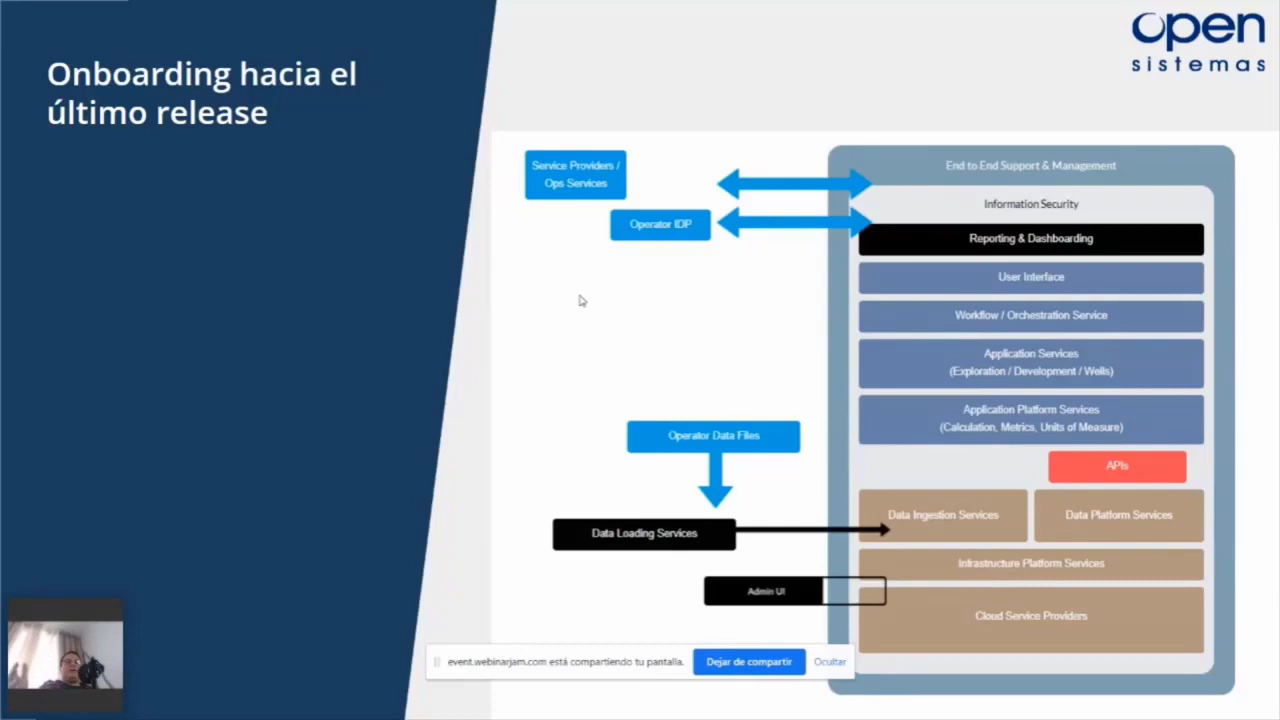 Onboarding hacia el
último release
open
sistemas
Service Providers /
Ops Services
Operator IDP
Operator Data Files
Data Loading Services
Admin UI
End to End Support & Management
Information Security
Reporting & Dashboarding
User Interface
Workflow / Orchestration Service
Application Services
(Exploration / Development / Wells)
Application Platform Services
(Calculation, Metrics, Units of Measure)
APIs
Data Ingestion Services
Data Platform Services
Infrastructure Platform Services
Cloud Service Providers
event.webinarjam.com está compartiendo tu pantalla.
Dejar de compartir
Ocultar